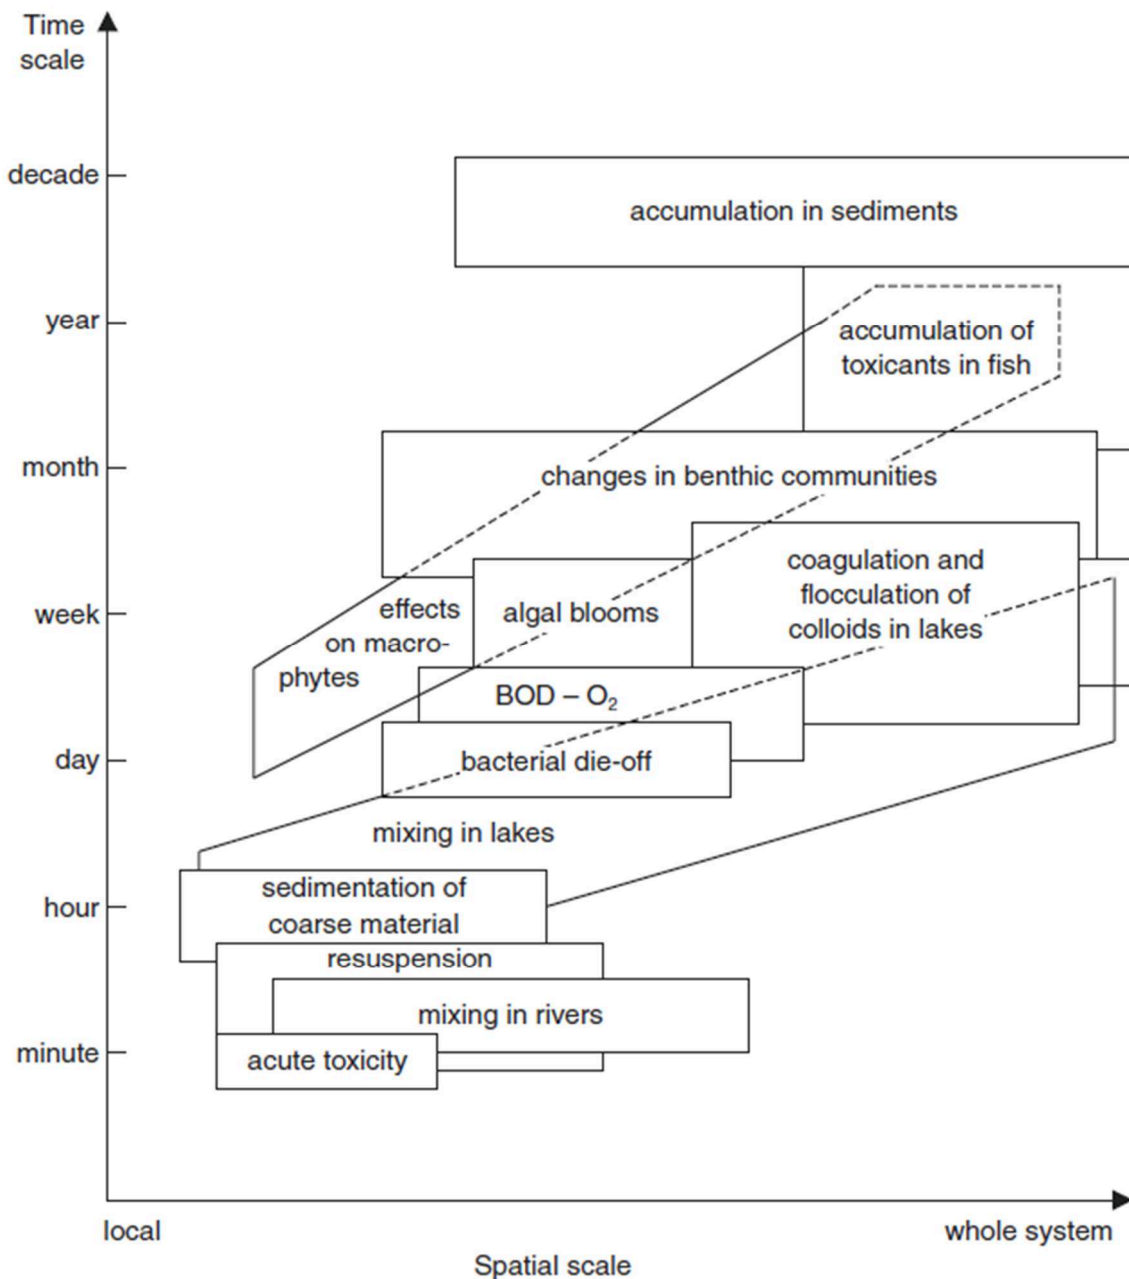 Time
scale
decade
accumulation in sediments
year
accumulation of
toxicants in fish
month
changes in benthic communities
coagulation and
flocculation of
colloids in lakes
week
effects
on macro-
phytes
algal blooms
BOD – O₂
day
bacterial die-off
mixing in lakes
hour
sedimentation of
coarse material
resuspension
mixing in rivers
minute
acute toxicity
local
whole system
Spatial scale